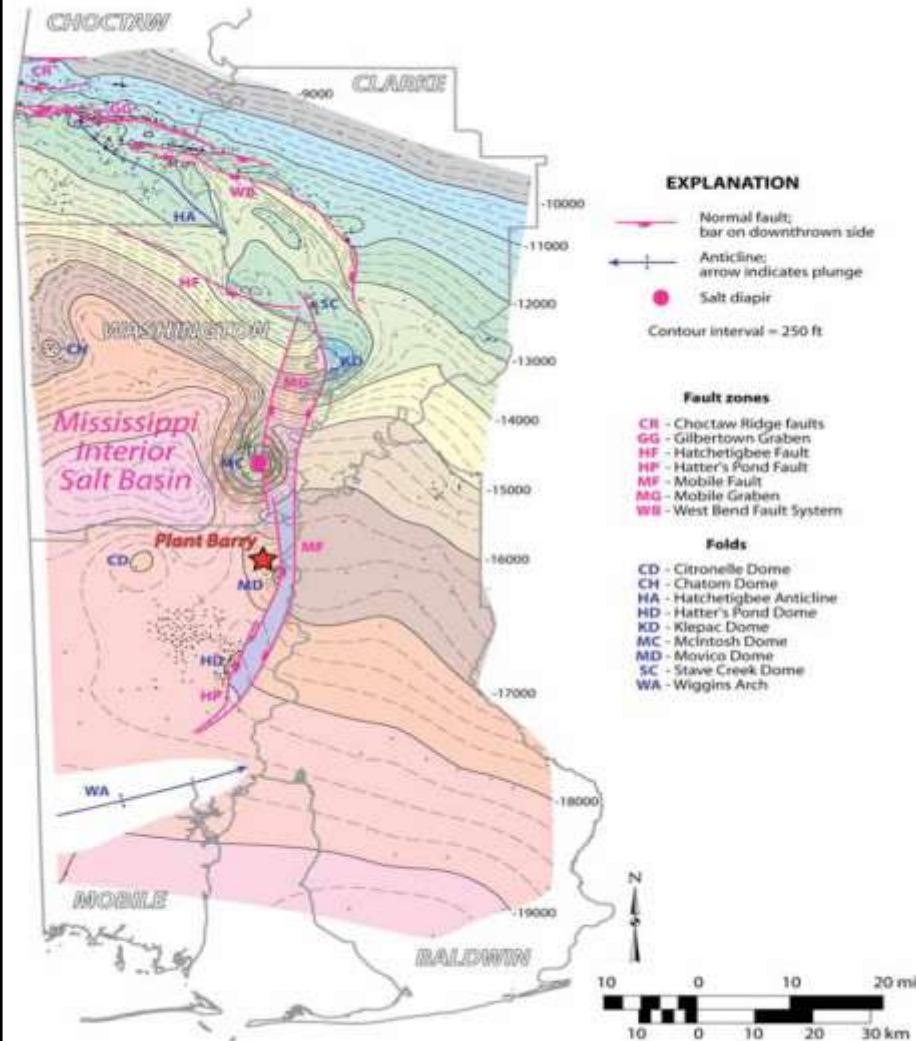 CHOCTAW
CLARKE
CR
-9000
GG
WB
HA
-10000
-11000
HF
SC
-12000
WASHINGTON
CH
KD
-13000
MG
-14000
Mississippi
Interior
Salt Basin
MC
-15000
Plant Barry
MF
CD
-16000
MD
HD
HP
-17000
WA
-18000
MOBILE
-19000
BALDWIN
EXPLANATION
Normal fault;
bar on downthrown side
Anticline;
arrow indicates plunge
Salt diapir
Contour interval = 250 ft
Fault zones
CR - Choctaw Ridge faults
GG - Gilbertown Graben
HF - Hatchetigbee Fault
HP - Hatter's Pond Fault
MF - Mobile Fault
MG - Mobile Graben
WB - West Bend Fault System
Folds
CD - Citronelle Dome
CH - Chatom Dome
HA - Hatchetigbee Anticline
HD - Hatter's Pond Dome
KD - Klepac Dome
MC - McIntosh Dome
MD - Movico Dome
SC - Stave Creek Dome
WA - Wiggins Arch
N
10 0 10 20 mi
10 0 10 20 30 km